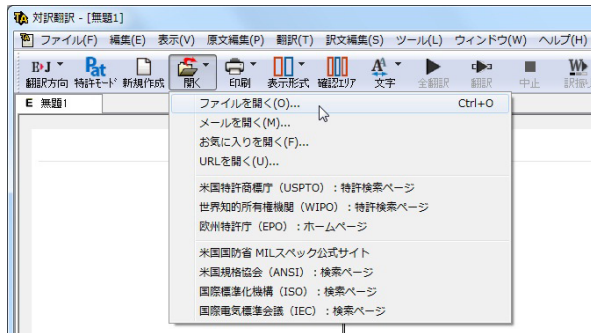 対訳翻訳 - [無題1]
ファイル(F) 編集(E) 表示(V) 原文編集(P) 翻訳(T) 訳文編集(S) ツール(L) ウィンドウ(W) ヘルプ(H)
E›J Pat
翻訳方向 特許モード 新規作成 開く 印刷 表示形式 確認エリア 文字 全翻訳 翻訳 中止 訳振り
E 無題1
ファイルを開く(O)... Ctrl+O
メールを開く(M)...
お気に入りを開く(F)...
URLを開く(U)...
米国特許商標庁（USPTO）：特許検索ページ
世界知的所有権機関（WIPO）：特許検索ページ
欧州特許庁（EPO）：ホームページ
米国国防省 MILスペック公式サイト
米国規格協会（ANSI）：検索ページ
国際標準化機構（ISO）：検索ページ
国際電気標準会議（IEC）：検索ページ